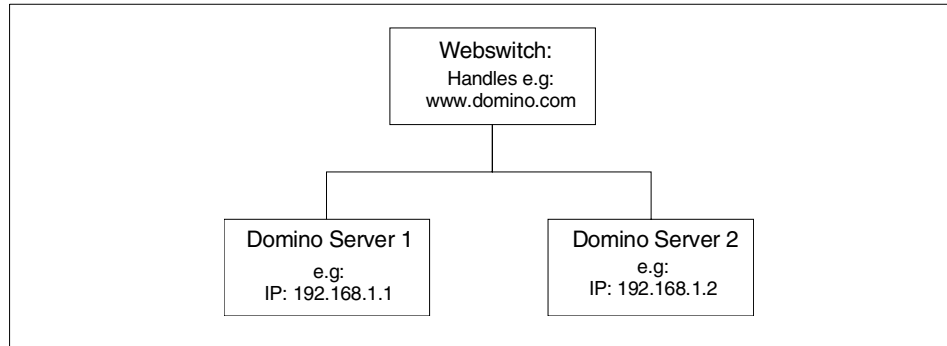 Webswitch:
Handles e.g:
www.domino.com
Domino Server 1
e.g:
IP: 192.168.1.1
Domino Server 2
e.g:
IP: 192.168.1.2